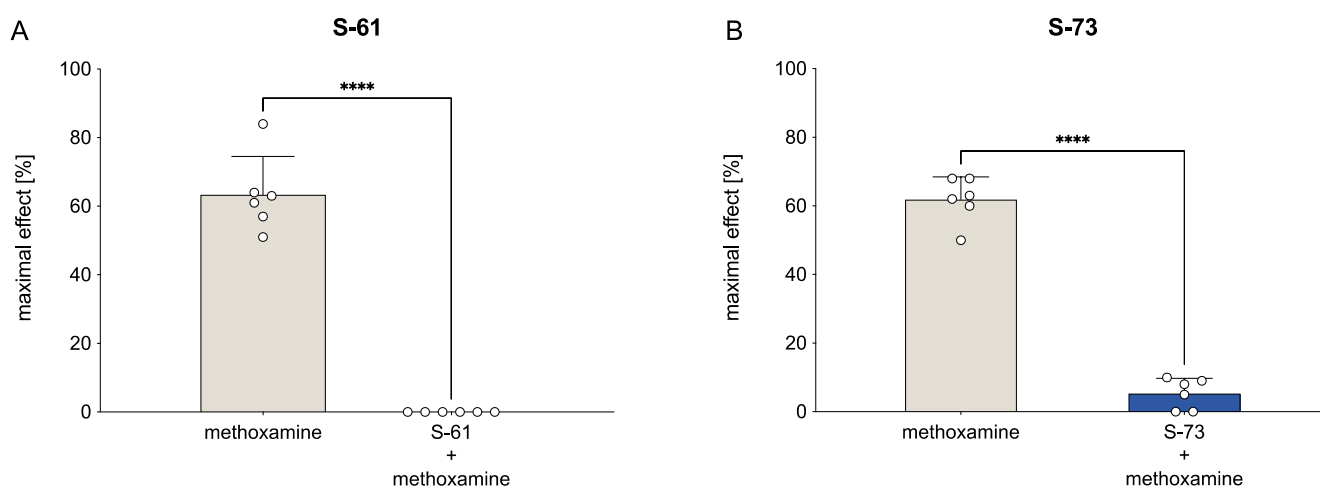 A
S-61
maximal effect [%]
100
80
60
40
20
0
****
methoxamine
S-61
+
methoxamine
B
S-73
maximal effect [%]
100
80
60
40
20
0
****
methoxamine
S-73
+
methoxamine